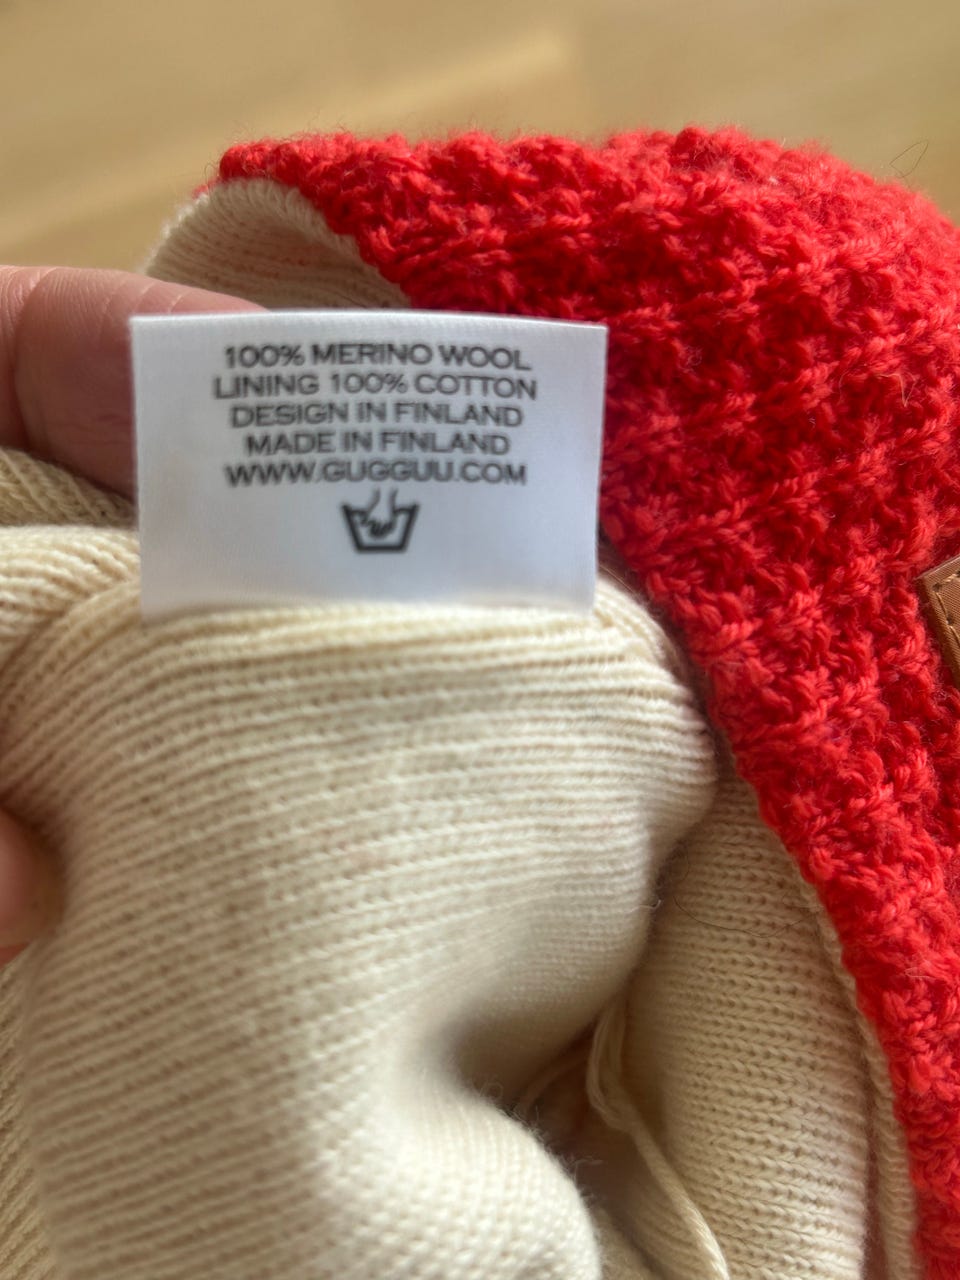 100% MERINO WOOL
LINING 100% COTTON
DESIGN IN FINLAND
MADE IN FINLAND
WWW.GUGGUU.COM